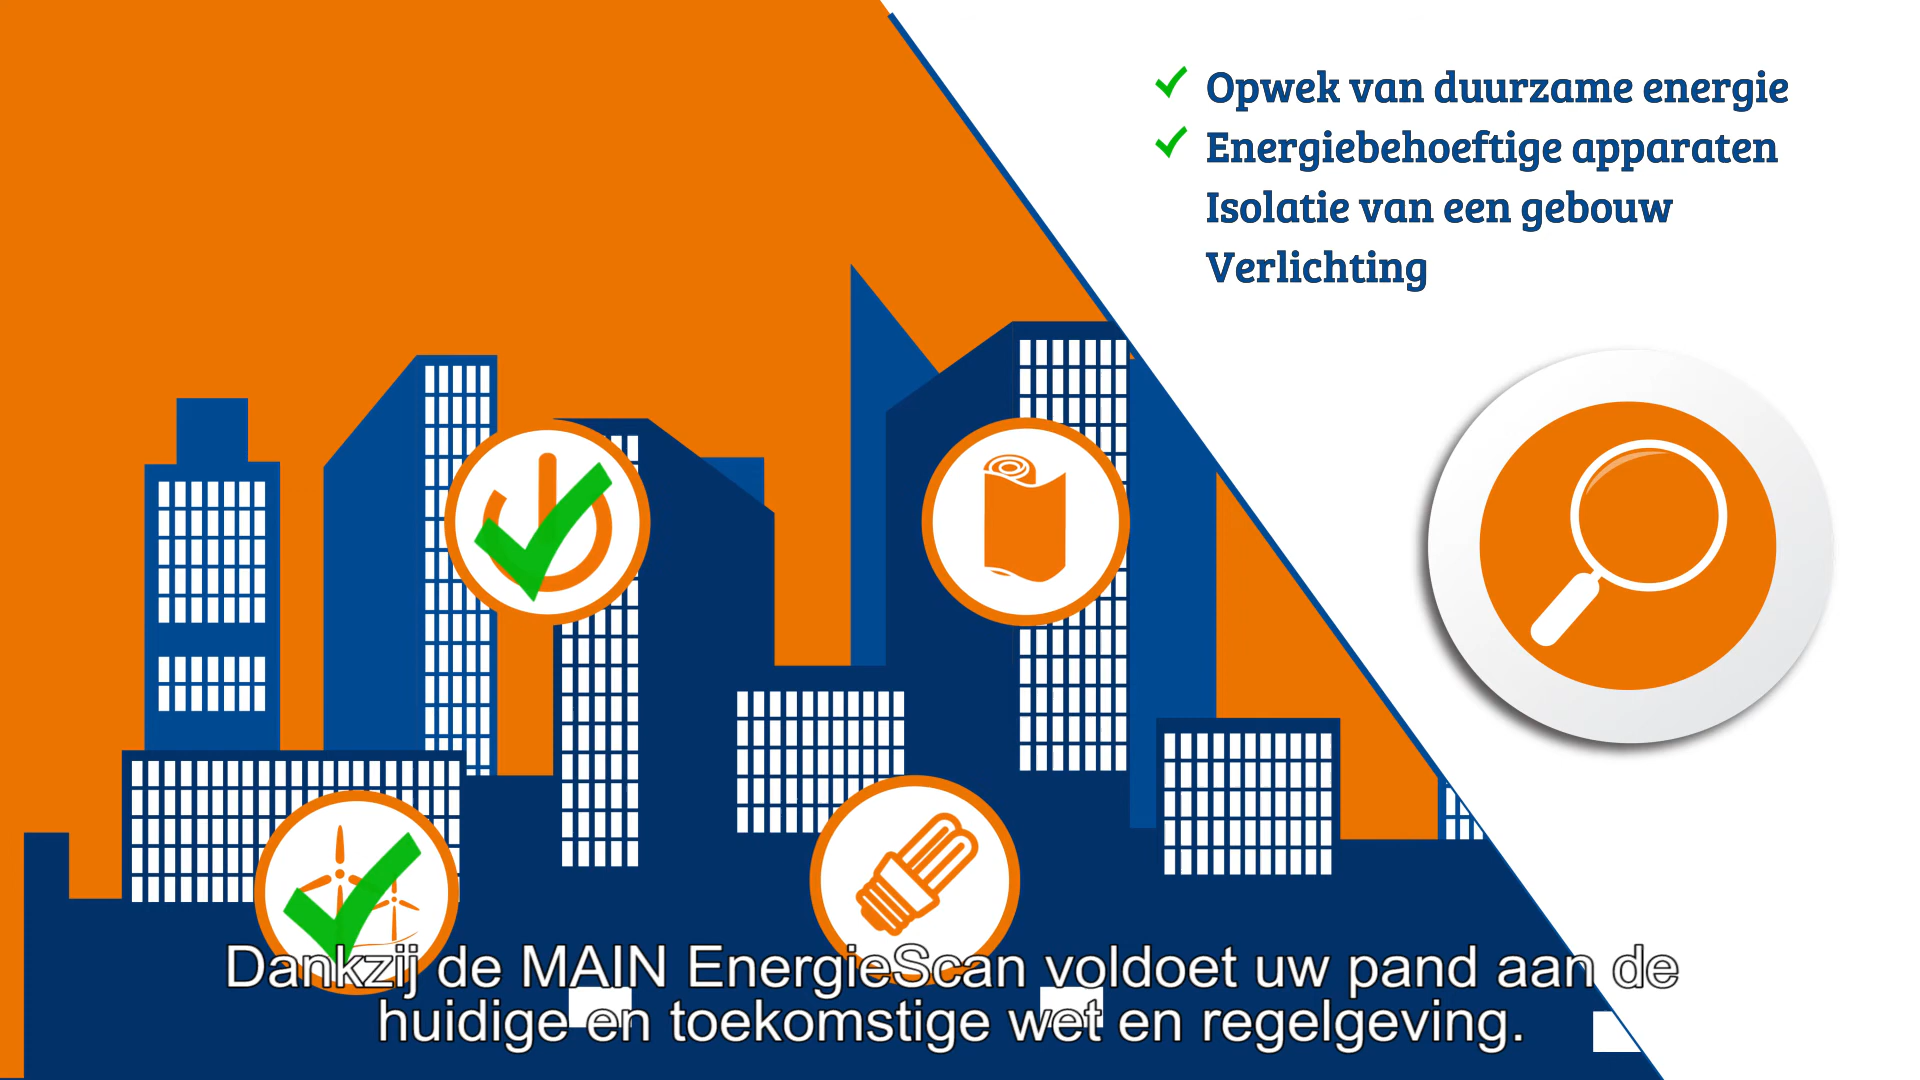 Opwek van duurzame energie
Energiebehoeftige apparaten
Isolatie van een gebouw
Verlichting
Dankzij de MAIN EnergieScan voldoet uw pand aan de
huidige en toekomstige wet en regelgeving.